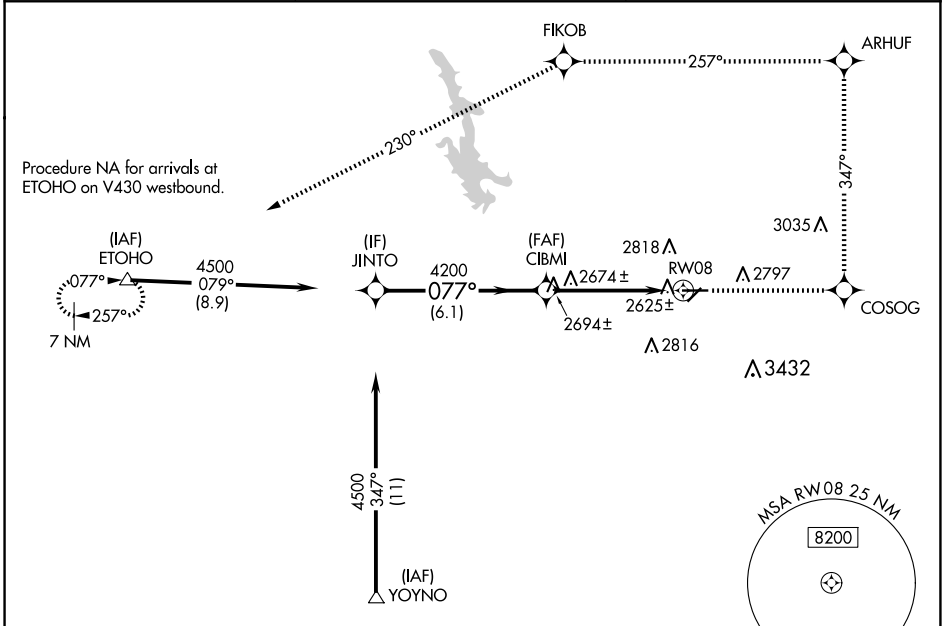 FIKOB
ARHUF
257°
230°
347°
Procedure NA for arrivals at
ETOHO on V430 westbound.
3035
(IAF)
ETOHO
4500
079°
(8.9)
077°
257°
7 NM
(IF)
JINTO
4200
077°
(6.1)
(FAF)
CIBMI
2818
2674±
RW08
2797
2625±
2694±
COSOG
2816
3432
4500
347°
(11)
(IAF)
YOYNO
MSA RW08 25 NM
8200